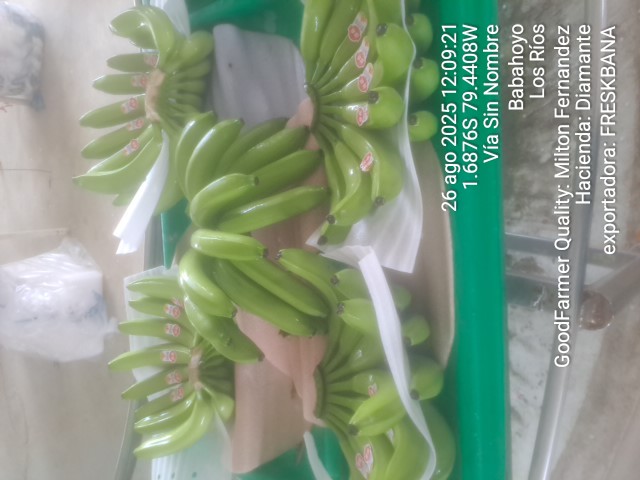 26 ago 2025 12:09:21
1.6876S 79.4408W
Vía Sin Nombre
Babahoyo
Los Ríos
GoodFarmer Quality: Milton Fernandez
Hacienda: Diamante
exportadora: FRESKBANA